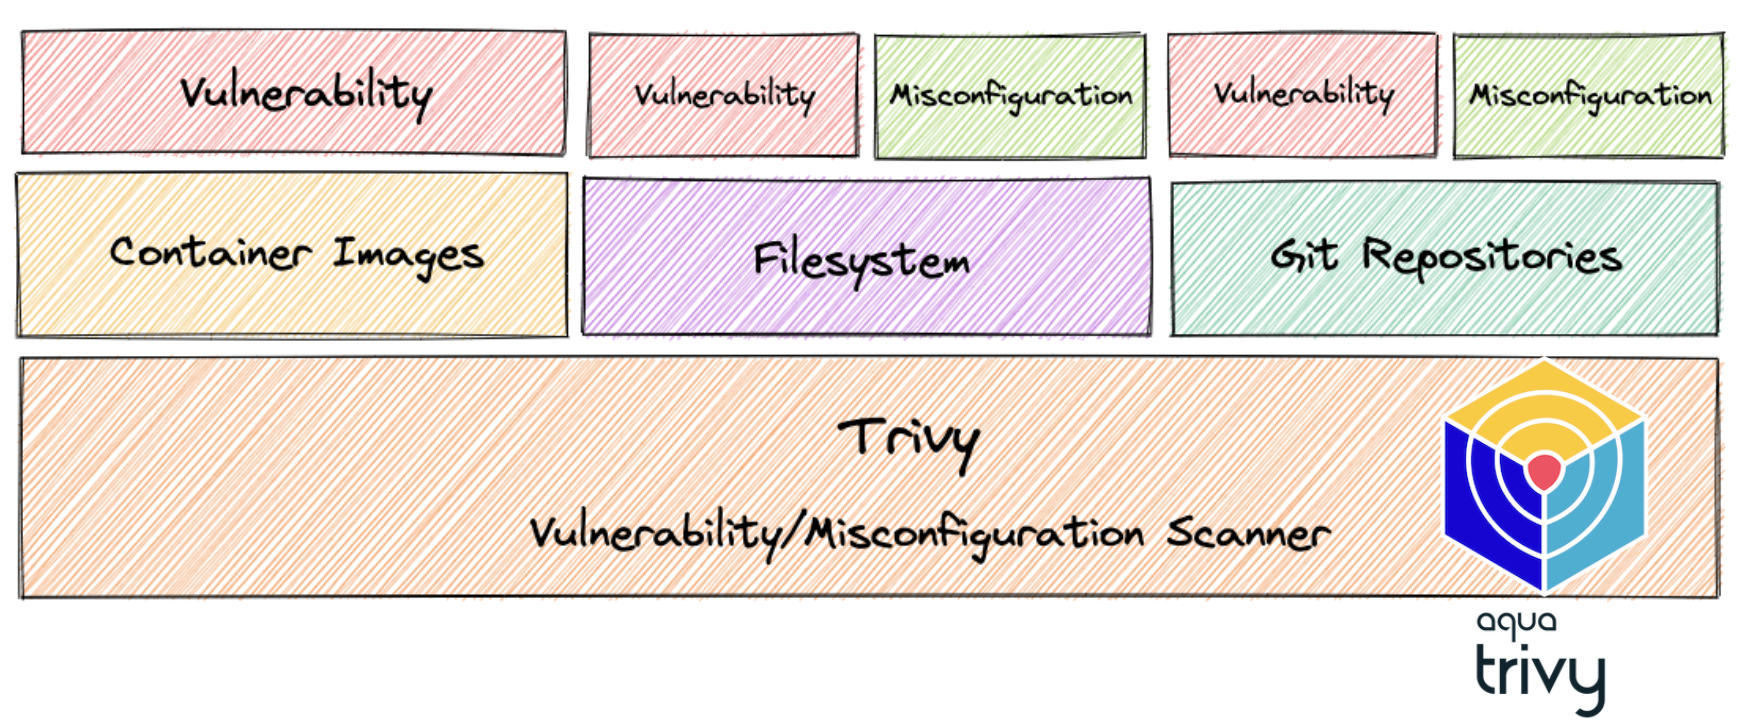 Vulnerability
Vulnerability
Misconfiguration
Vulnerability
Misconfiguration
Container Images
Filesystem
Git Repositories
Trivy
Vulnerability/Misconfiguration Scanner
aqua
trivy